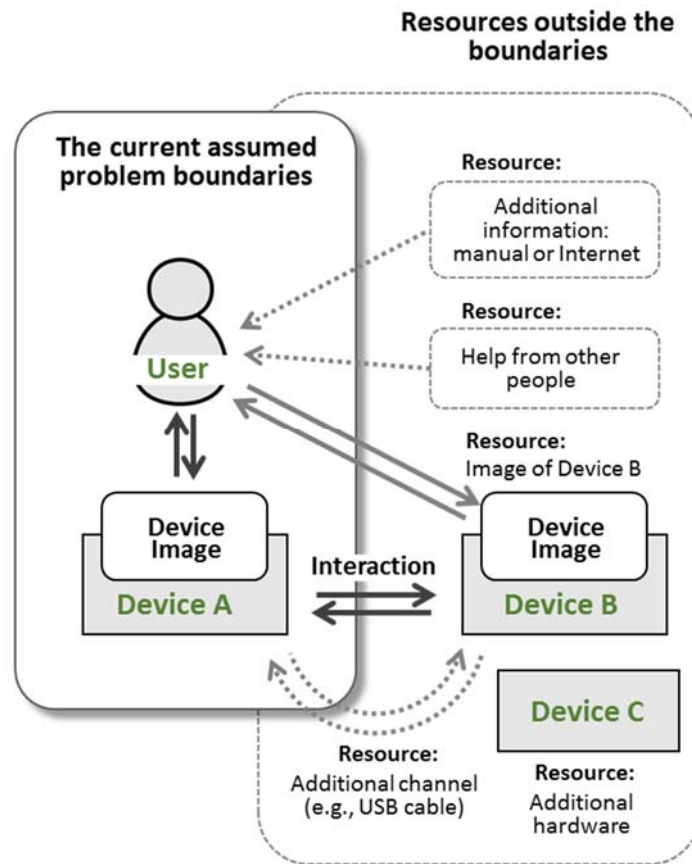 Resources outside the
boundaries
The current assumed
problem boundaries
Resource:
Additional
information:
manual or Internet
Resource:
Help from other
people
User
Resource:
Image of Device B
Device
Image
Device A
Interaction
Device
Image
Device B
Device C
Resource:
Additional channel
(e.g., USB cable)
Resource:
Additional
hardware